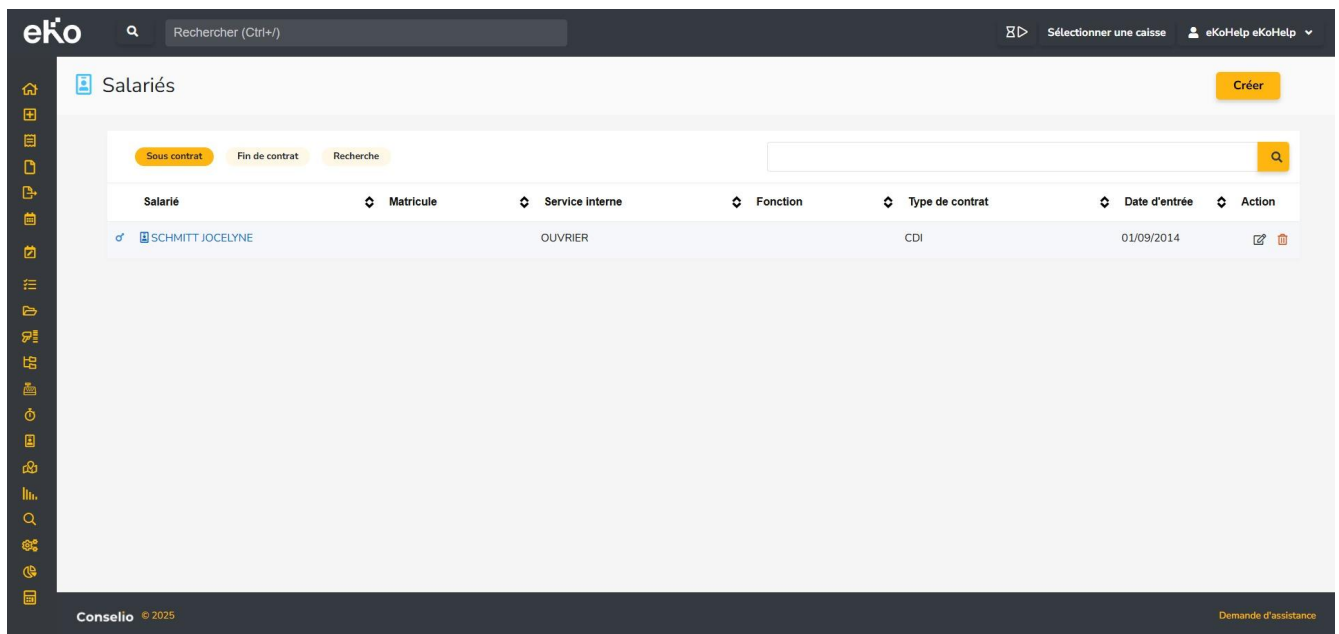 eKo
Rechercher (Ctrl+/)
Sélectionner une caisse
eKoHelp eKoHelp
Salariés
Créer
Sous contrat Fin de contrat Recherche
Salarié Matricule Service interne Fonction Type de contrat Date d'entrée Action
SCHMITT JOCELYNE OUVRIER CDI 01/09/2014
Conselio © 2025
Demande d'assistance